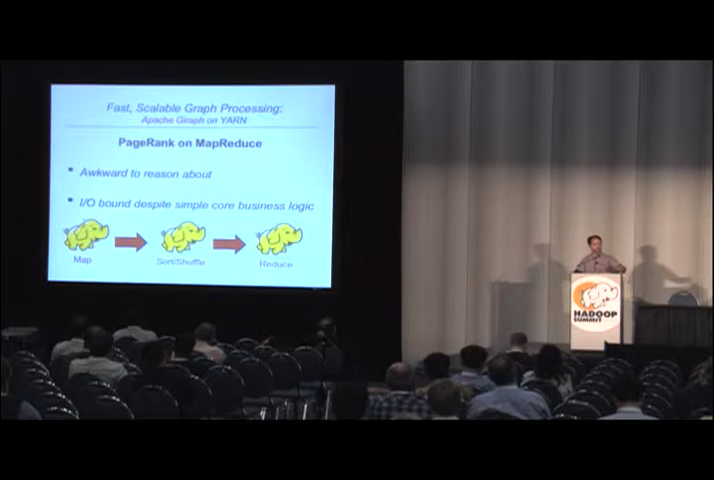 Fast, Scalable Graph Processing:
Apache Giraph on YARN
PageRank on MapReduce
• Awkward to reason about
• I/O bound despite simple core business logic
Map
Sort/Shuffle
Reduce
HADOOP
SUMMIT